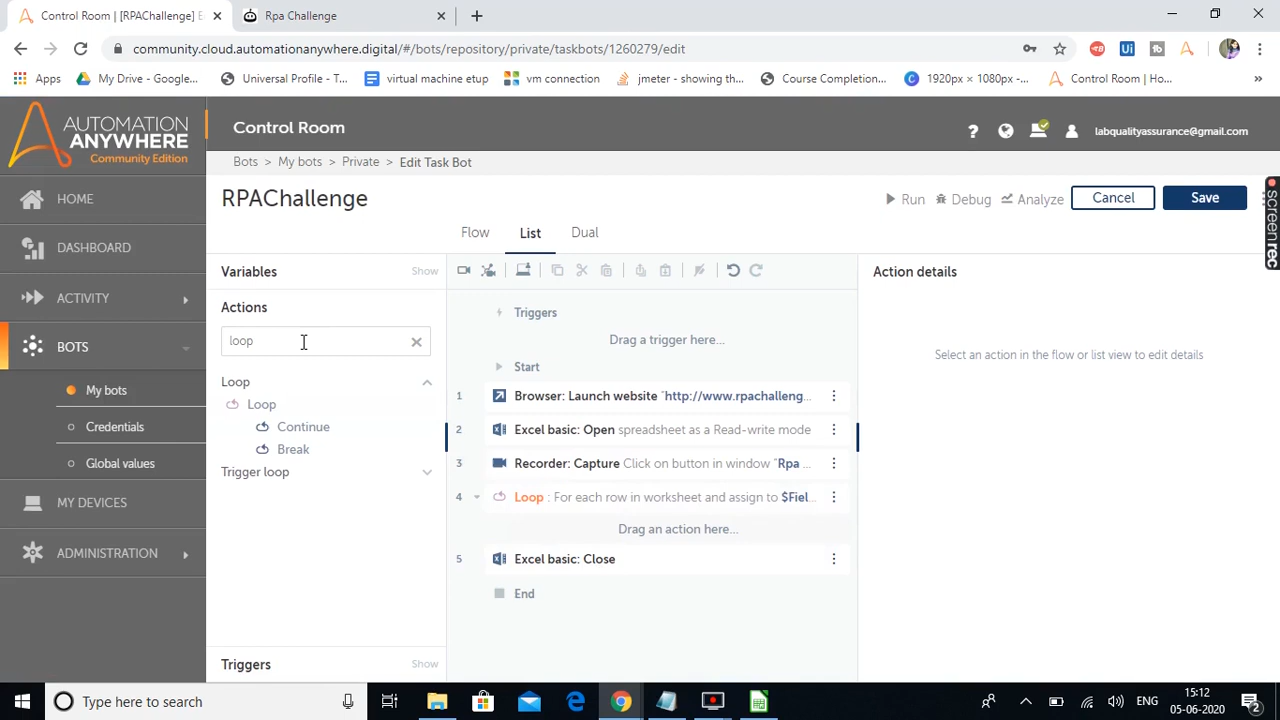 Control Room | [RPAChallenge] E
Rpa Challenge
community.cloud.automationanywhere.digital/#/bots/repository/private/taskbots/1260279/edit
Apps
My Drive - Google...
Universal Profile - T...
virtual machine etup
vm connection
jmeter - showing th...
Course Completion...
1920px × 1080px -...
Control Room | Ho...
»
AUTOMATION
ANYWHERE
Community Edition
Control Room
labqualityassurance@gmail.com
Bots > My bots > Private > Edit Task Bot
HOME
DASHBOARD
ACTIVITY
BOTS
My bots
Credentials
Global values
MY DEVICES
ADMINISTRATION
RPAChallenge
Run
Debug
Analyze
Cancel
Save
Flow
List
Dual
Variables
Show
Actions
loop
Loop
Loop
Continue
Break
Trigger loop
Triggers
Show
Triggers
Drag a trigger here...
Start
1 Browser: Launch website "http://www.rpachalleng...
2 Excel basic: Open spreadsheet as a Read-write mode
3 Recorder: Capture Click on button in window "Rpa ...
4 Loop : For each row in worksheet and assign to $Fiel...
Drag an action here...
5 Excel basic: Close
End
Action details
Select an action in the flow or list view to edit details
screenrec
Type here to search
ENG
15:12
05-06-2020
2